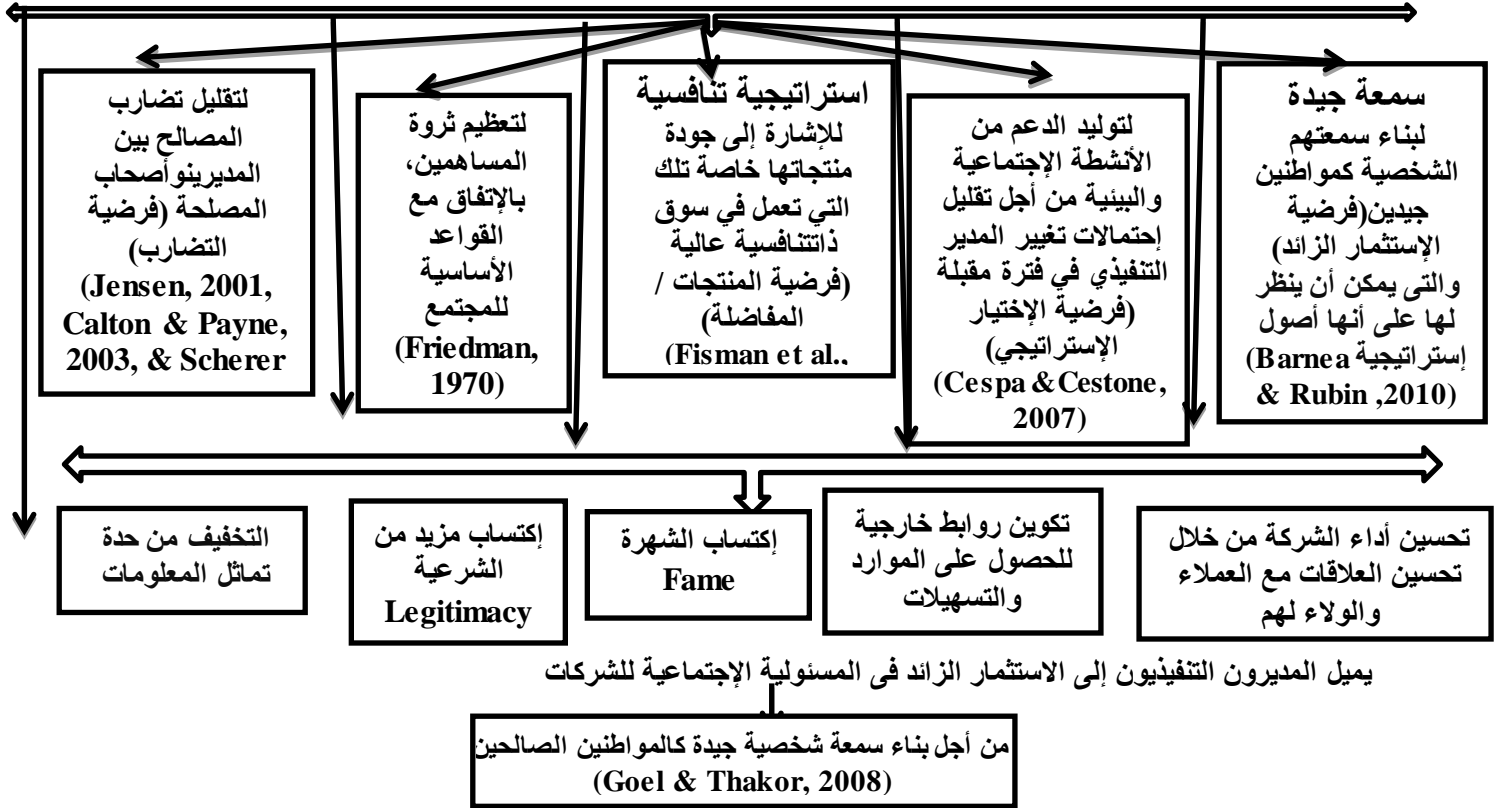 سمعة جيدة
لبناء سمعتهم
الشخصية كمواطنين
جيدين(فرضية
الإستثمار الزائد)
والتى يمكن أن ينظر
لها على أنها أصول
إستراتيجية Barnea)
& Rubin ,2010)
لتوليد الدعم من
الأنشطة الإجتماعية
والبيئية من أجل تقليل
إحتمالات تغيير المدير
التنفيذي في فترة مقبلة
(فرضية الإختيار
الإستراتيجي)
(Cespa &Cestone,
2007)
استراتيجية تنافسية
للإشارة إلى جودة
منتجاتها خاصة تلك
التي تعمل في سوق
ذاتتنافسية عالية
(فرضية المنتجات /
المفاضلة)
(Fisman et al.,
لتعظيم ثروة
المساهمين،
بالإتفاق مع
القواعد
الأساسية
للمجتمع
(Friedman,
1970)
لتقليل تضارب
المصالح بين
المديرينوأصحاب
المصلحة (فرضية
التضارب)
(Jensen, 2001,
Calton & Payne,
2003, & Scherer
تحسين أداء الشركة من خلال
تحسين العلاقات مع العملاء
والولاء لهم
تكوين روابط خارجية
للحصول على الموارد
والتسهيلات
إكتساب الشهرة
Fame
إكتساب مزيد من
الشرعية
Legitimacy
التخفيف من حدة
تماثل المعلومات
يميل المديرون التنفيذيون إلى الاستثمار الزائد فى المسئولية الإجتماعية للشركات
من أجل بناء سمعة شخصية جيدة كالمواطنين الصالحين
(Goel & Thakor, 2008)